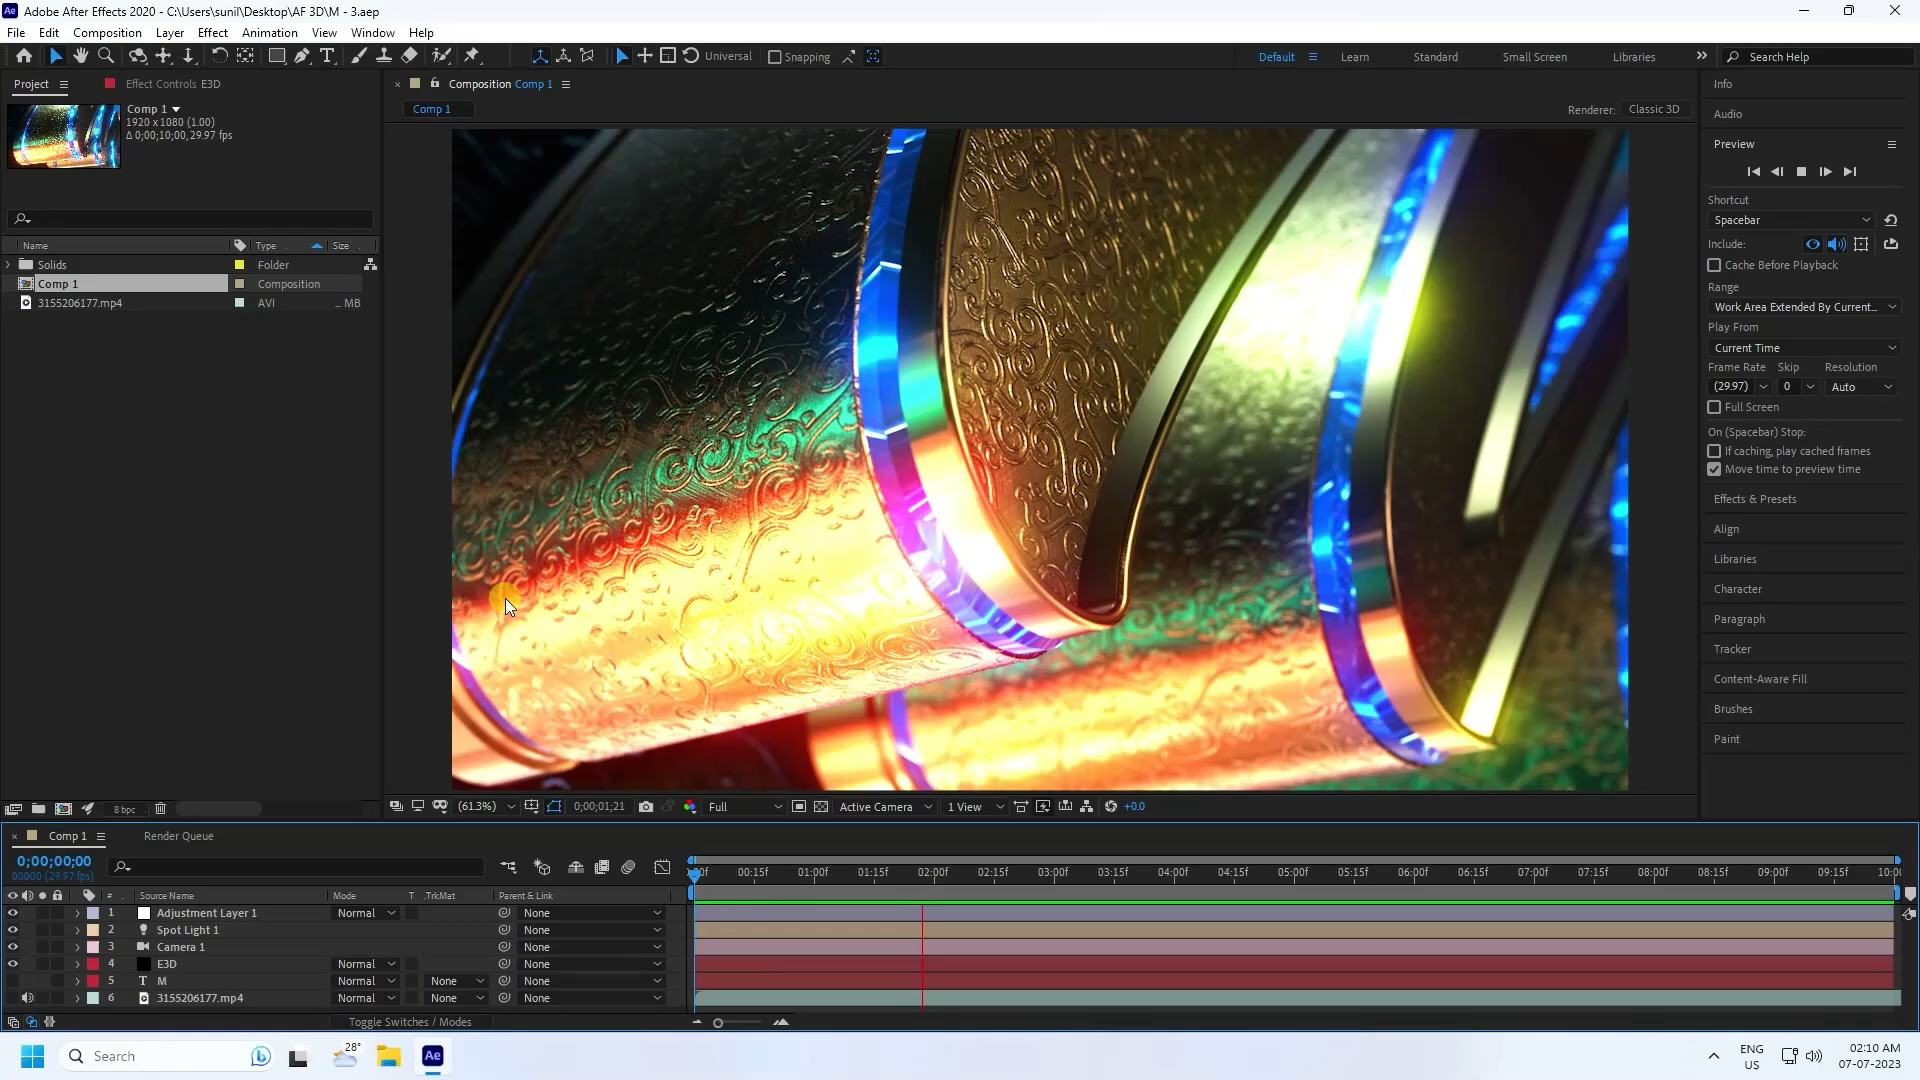 Adobe After Effects 2020 - C:\Users\sunil\Desktop\AF 3D\M - 3.aep
File Edit Composition Layer Effect Animation View Window Help
Universal Snapping Default Learn Standard Small Screen Libraries Search Help
Project Effect Controls E3D
Comp 1
1920 x 1080 (1.00)
Δ 0;00;10;00, 29.97 fps
Name Type Size
Solids Folder
Comp 1 Composition
3155206177.mp4 AVI ... MB
8 bpc
Composition Comp 1
Comp 1
Renderer: Classic 3D
(61.3%) 0;00;01;21 Full Active Camera 1 View +0.0
Info
Audio
Preview
Shortcut
Spacebar
Include:
Cache Before Playback
Range
Work Area Extended By Current...
Play From
Current Time
Frame Rate Skip Resolution
(29.97) 0 Auto
Full Screen
On (Spacebar) Stop:
If caching, play cached frames
Move time to preview time
Effects & Presets
Align
Libraries
Character
Paragraph
Tracker
Content-Aware Fill
Brushes
Paint
Comp 1 Render Queue
0;00;00;00
00000 (29.97 fps)
# Source Name Mode T .TrkMat Parent & Link
1 Adjustment Layer 1 Normal None
2 Spot Light 1 None
3 Camera 1 None
4 E3D Normal None
5 T M Normal None None
6 3155206177.mp4 Normal None None
Toggle Switches / Modes
:00f 00:15f 01:00f 01:15f 02:00f 02:15f 03:00f 03:15f 04:00f 04:15f 05:00f 05:15f 06:00f 06:15f 07:00f 07:15f 08:00f 08:15f 09:00f 09:15f 10:00
Search
28°
Ae
ENG
US
02:10 AM
07-07-2023